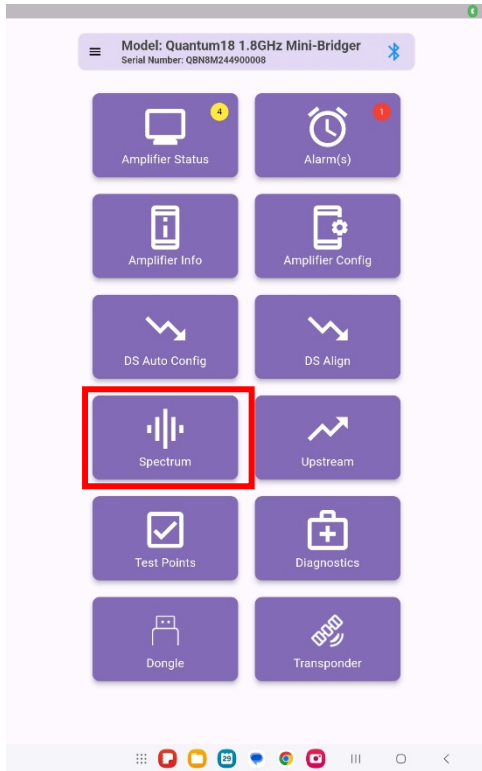 Model: Quantum18 1.8GHz Mini-Bridger
Serial Number: QBN8M244900008
4
Amplifier Status
1
Alarm(s)
Amplifier Info
Amplifier Config
DS Auto Config
DS Align
Spectrum
Upstream
Test Points
Diagnostics
Dongle
Transponder
29